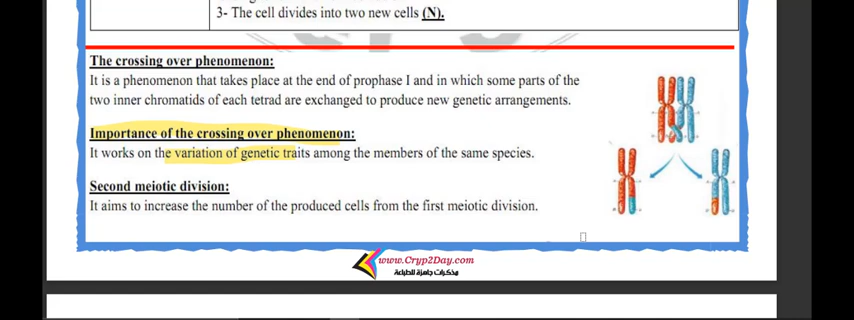 3- The cell divides into two new cells (N).
The crossing over phenomenon:
It is a phenomenon that takes place at the end of prophase I and in which some parts of the
two inner chromatids of each tetrad are exchanged to produce new genetic arrangements.
Importance of the crossing over phenomenon:
It works on the variation of genetic traits among the members of the same species.
Second meiotic division:
It aims to increase the number of the produced cells from the first meiotic division.
www.Cryp2Day.com
مذكرات جاهزة للطباعة